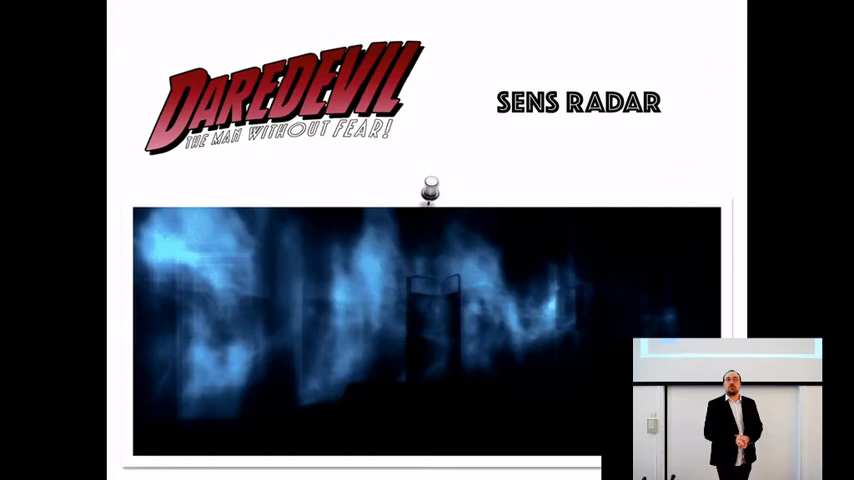 DAREDEVIL
THE MAN WITHOUT FEAR!
SENS RADAR